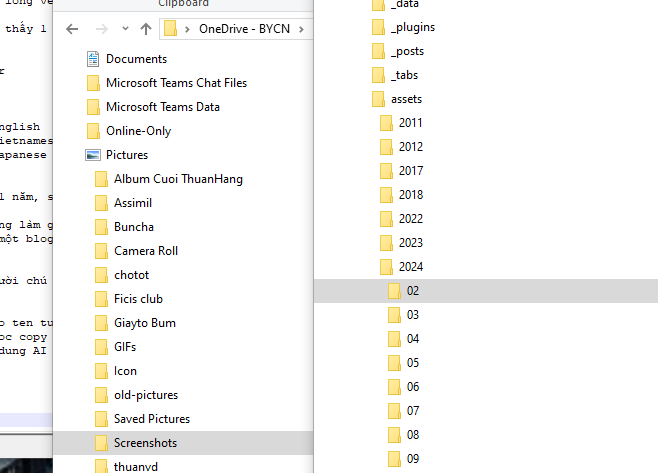 long ve
thấy 1
r
nglish
ietnames
apanese
l năm, s
ng làm g
một blog
ười chú
o ten tu
oc copy
dung AI
Clipboard
OneDrive - BYCN
Documents
Microsoft Teams Chat Files
Microsoft Teams Data
Online-Only
Pictures
Album Cuoi ThuanHang
Assimil
Buncha
Camera Roll
chotot
Ficis club
Giayto Bum
GIFs
Icon
old-pictures
Saved Pictures
Screenshots
thuanvd
_data
_plugins
_posts
_tabs
assets
2011
2012
2017
2018
2022
2023
2024
02
03
04
05
06
07
08
09